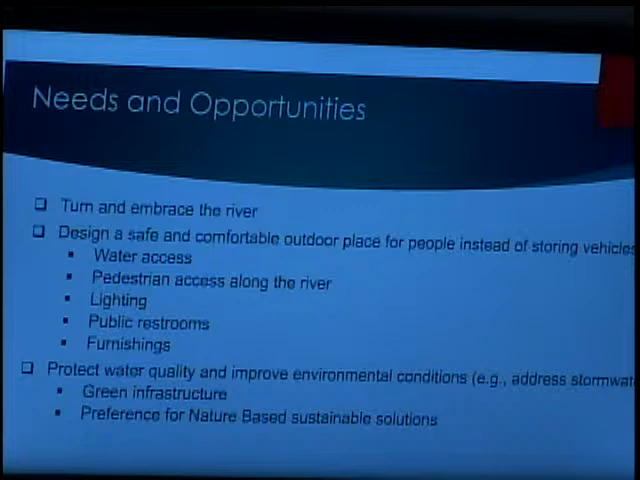 Needs and Opportunities
❑ Turn and embrace the river
❑ Design a safe and comfortable outdoor place for people instead of storing vehicles
▪ Water access
▪ Pedestrian access along the river
▪ Lighting
▪ Public restrooms
▪ Furnishings
❑ Protect water quality and improve environmental conditions (e.g., address
▪ Green infrastructure
▪ Preference for Nature Based sustainable solutions